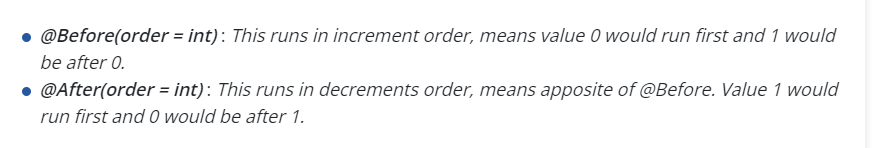 @Before(order = int) : This runs in increment order, means value 0 would run first and 1 would
be after 0.
@After(order = int) : This runs in decrements order, means apposite of @Before. Value 1 would
run first and 0 would be after 1.